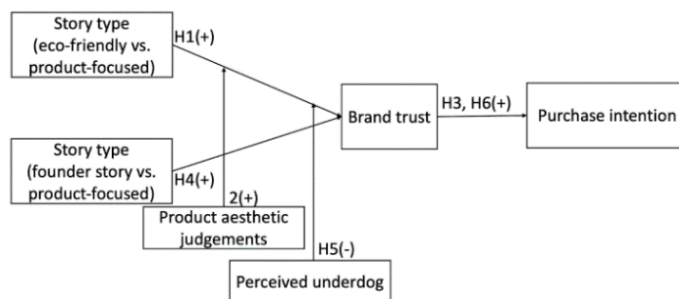 Story type
(eco-friendly vs.
product-focused)
H1(+)
Brand trust
H3, H6(+)
Purchase intention
Story type
(founder story vs.
product-focused)
H4(+)
2(+)
Product aesthetic
judgements
H5(-)
Perceived underdog